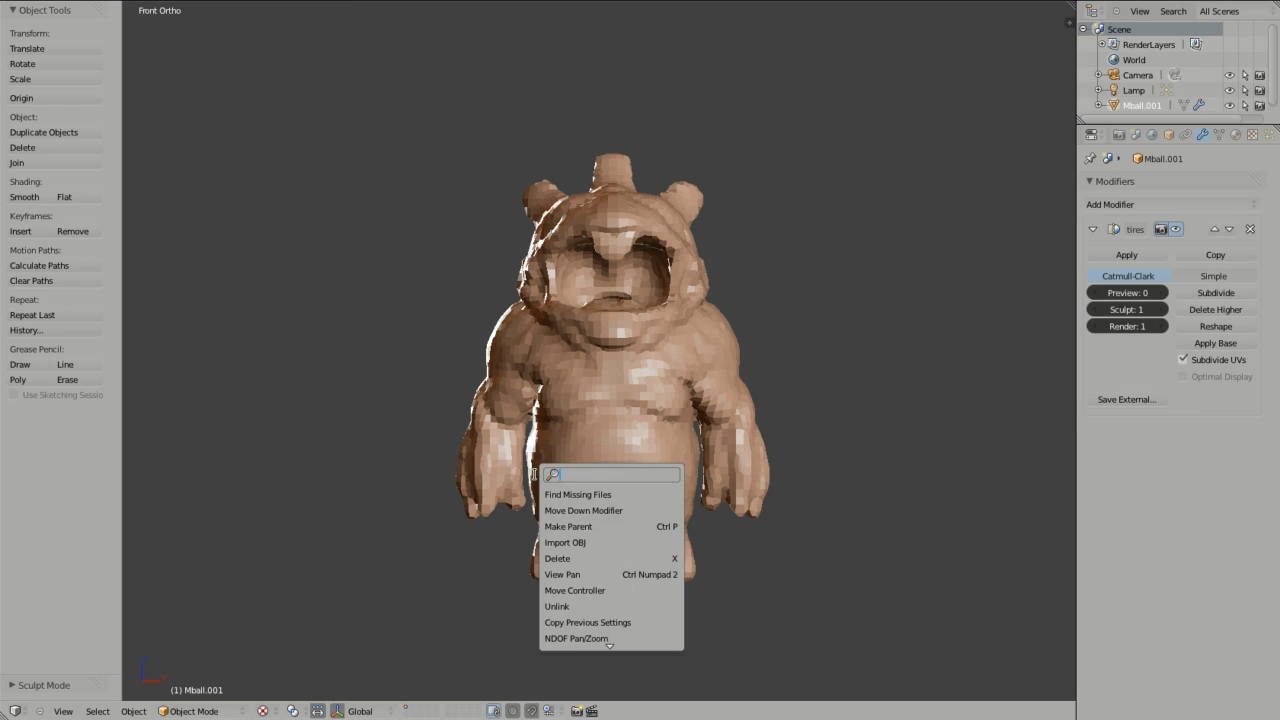 Object Tools
Transform:
Translate
Rotate
Scale
Origin
Object:
Duplicate Objects
Delete
Join
Shading:
Smooth Flat
Keyframes:
Insert Remove
Motion Paths:
Calculate Paths
Clear Paths
Repeat:
Repeat Last
History...
Grease Pencil:
Draw Line
Poly Erase
Use Sketching Sessio
Sculpt Mode
Front Ortho
Find Missing Files
Move Down Modifier
Make Parent Ctrl P
Import OBJ
Delete X
View Pan Ctrl Numpad 2
Move Controller
Unlink
Copy Previous Settings
NDOF Pan/Zoom
(1) Mball.001
View Select Object Object Mode Global
View Search All Scenes
Scene
RenderLayers
World
Camera
Lamp
Mball.001
Mball.001
Modifiers
Add Modifier
tires
Apply Copy
Catmull-Clark Simple
Preview: 0 Subdivide
Sculpt: 1 Delete Higher
Render: 1 Reshape
Apply Base
Subdivide UVs
Optimal Display
Save External...